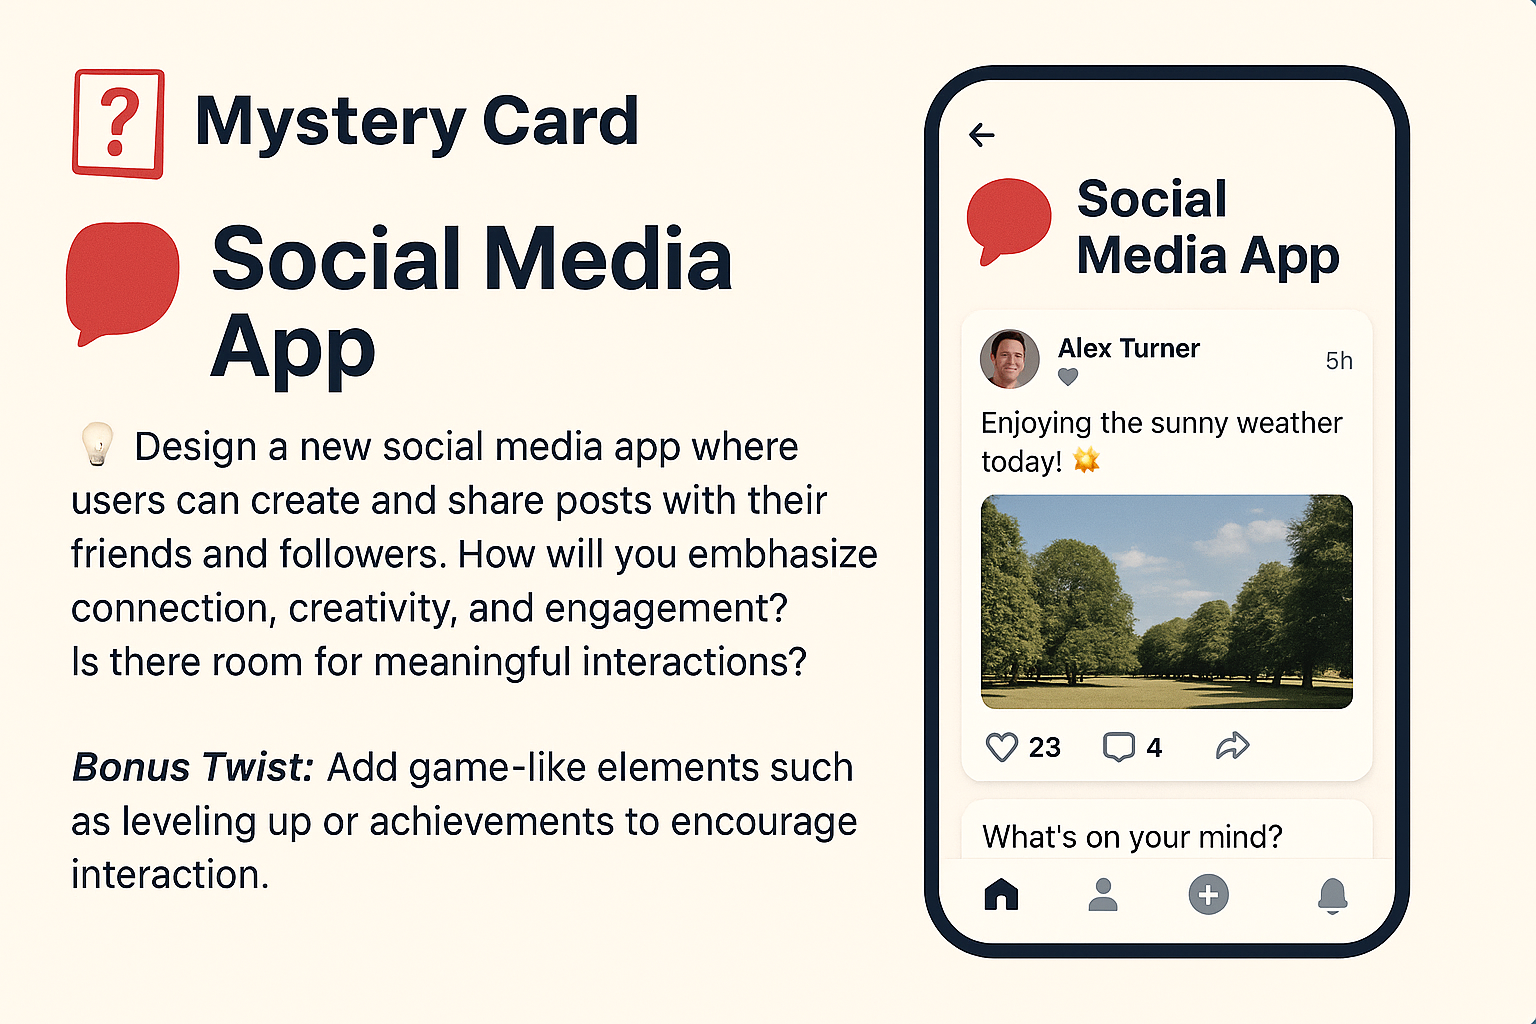 ?
Mystery Card
Social Media
App
💡 Design a new social media app where
users can create and share posts with their
friends and followers. How will you embhasize
connection, creativity, and engagement?
Is there room for meaningful interactions?
Bonus Twist: Add game-like elements such
as leveling up or achievements to encourage
interaction.
Social
Media App
Alex Turner
5h
Enjoying the sunny weather
today! 💥
23 4
What's on your mind?